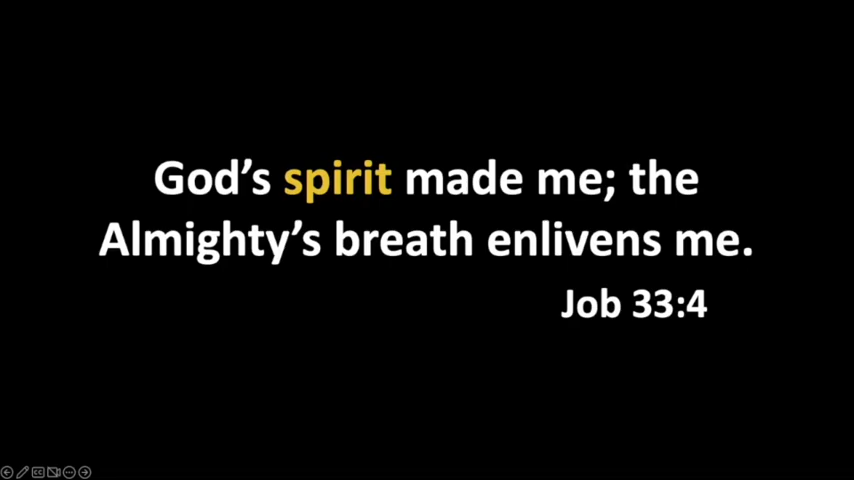 God’s spirit made me; the
Almighty’s breath enlivens me.
Job 33:4